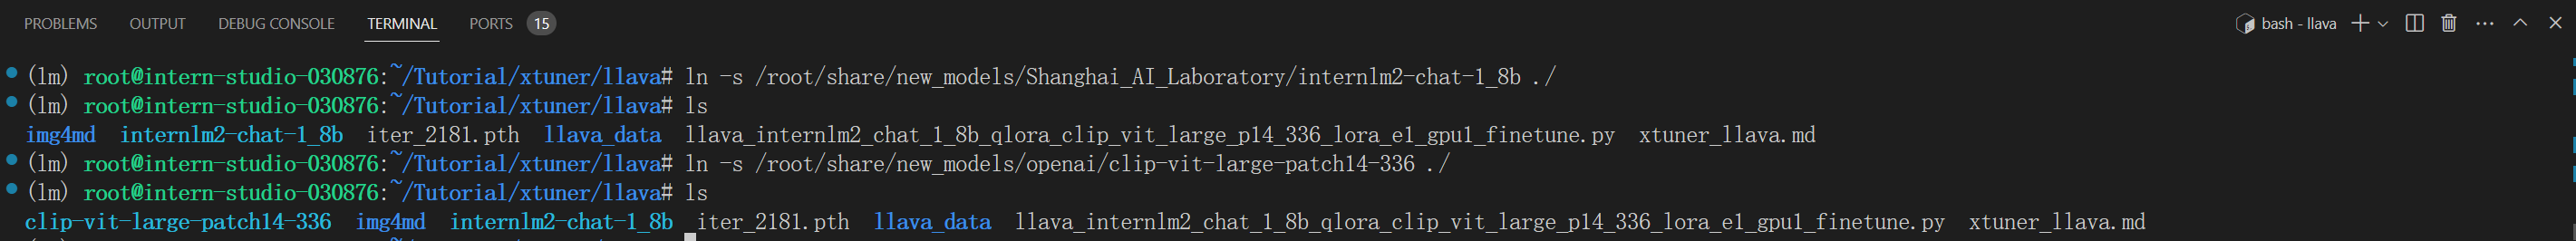 PROBLEMS OUTPUT DEBUG CONSOLE TERMINAL PORTS 15 bash - llava
(lm) root@intern-studio-030876:~/Tutorial/xtuner/llava# ln -s /root/share/new_models/Shanghai_AI_Laboratory/internlm2-chat-1_8b ./
(lm) root@intern-studio-030876:~/Tutorial/xtuner/llava# ls
img4md internlm2-chat-1_8b iter_2181.pth llava_data llava_internlm2_chat_1_8b_qlora_clip_vit_large_p14_336_lora_e1_gpu1_finetune.py xtuner_llava.md
(lm) root@intern-studio-030876:~/Tutorial/xtuner/llava# ln -s /root/share/new_models/openai/clip-vit-large-patch14-336 ./
(lm) root@intern-studio-030876:~/Tutorial/xtuner/llava# ls
clip-vit-large-patch14-336 img4md internlm2-chat-1_8b iter_2181.pth llava_data llava_internlm2_chat_1_8b_qlora_clip_vit_large_p14_336_lora_e1_gpu1_finetune.py xtuner_llava.md